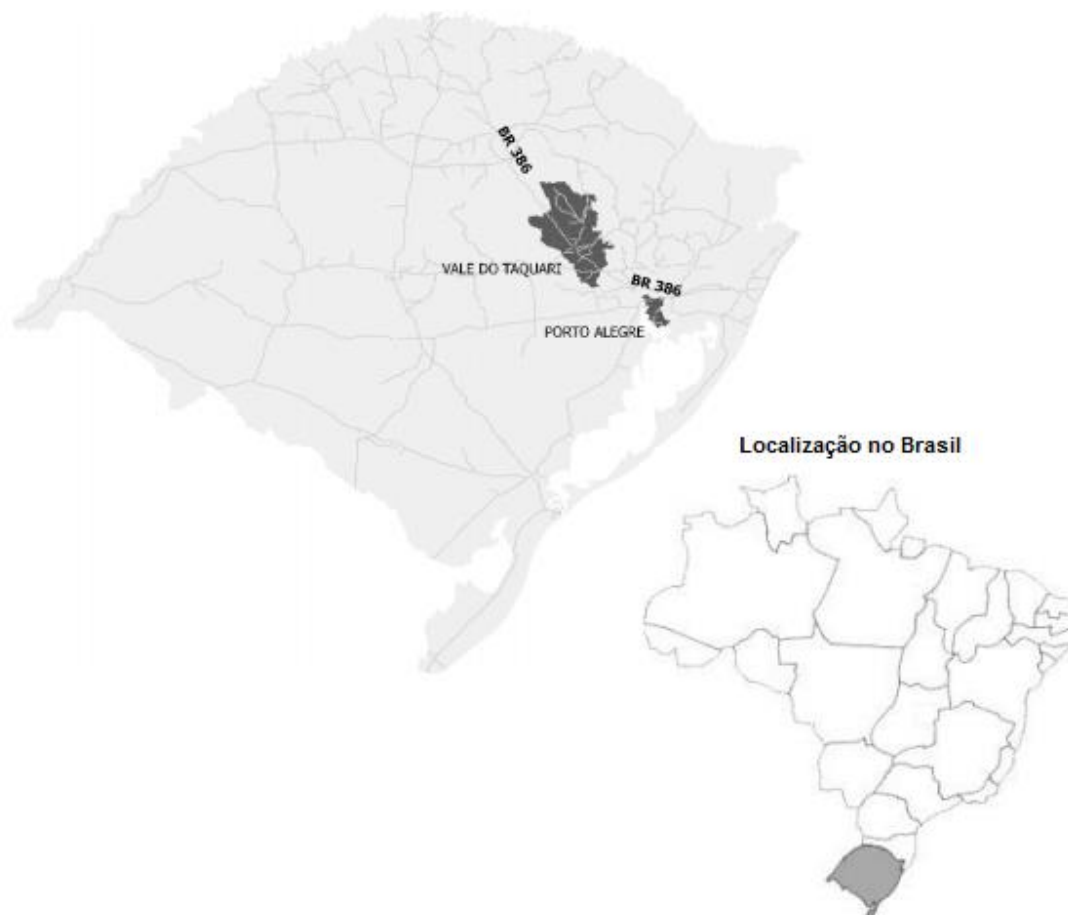 BR 386
VALE DO TAQUARI
BR 386
PORTO ALEGRE
Localização no Brasil